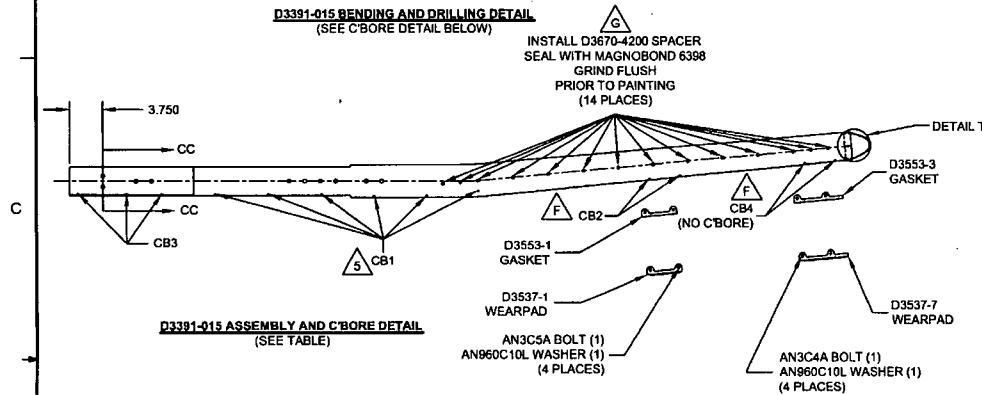 D3391-015 BENDING AND DRILLING DETAIL
(SEE C'BORE DETAIL BELOW)
G
INSTALL D3670-4200 SPACER
SEAL WITH MAGNOBOND 6398
GRIND FLUSH
PRIOR TO PAINTING
(14 PLACES)
3.750
CC
DETAIL T
D3553-3
GASKET
C
CC
F
CB2
F
CB4
(NO C'BORE)
CB3
5
CB1
D3553-1
GASKET
D3537-1
WEARPAD
D3537-7
WEARPAD
D3391-015 ASSEMBLY AND C'BORE DETAIL
(SEE TABLE)
AN3C5A BOLT (1)
AN960C10L WASHER (1)
(4 PLACES)
AN3C4A BOLT (1)
AN960C10L WASHER (1)
(4 PLACES)